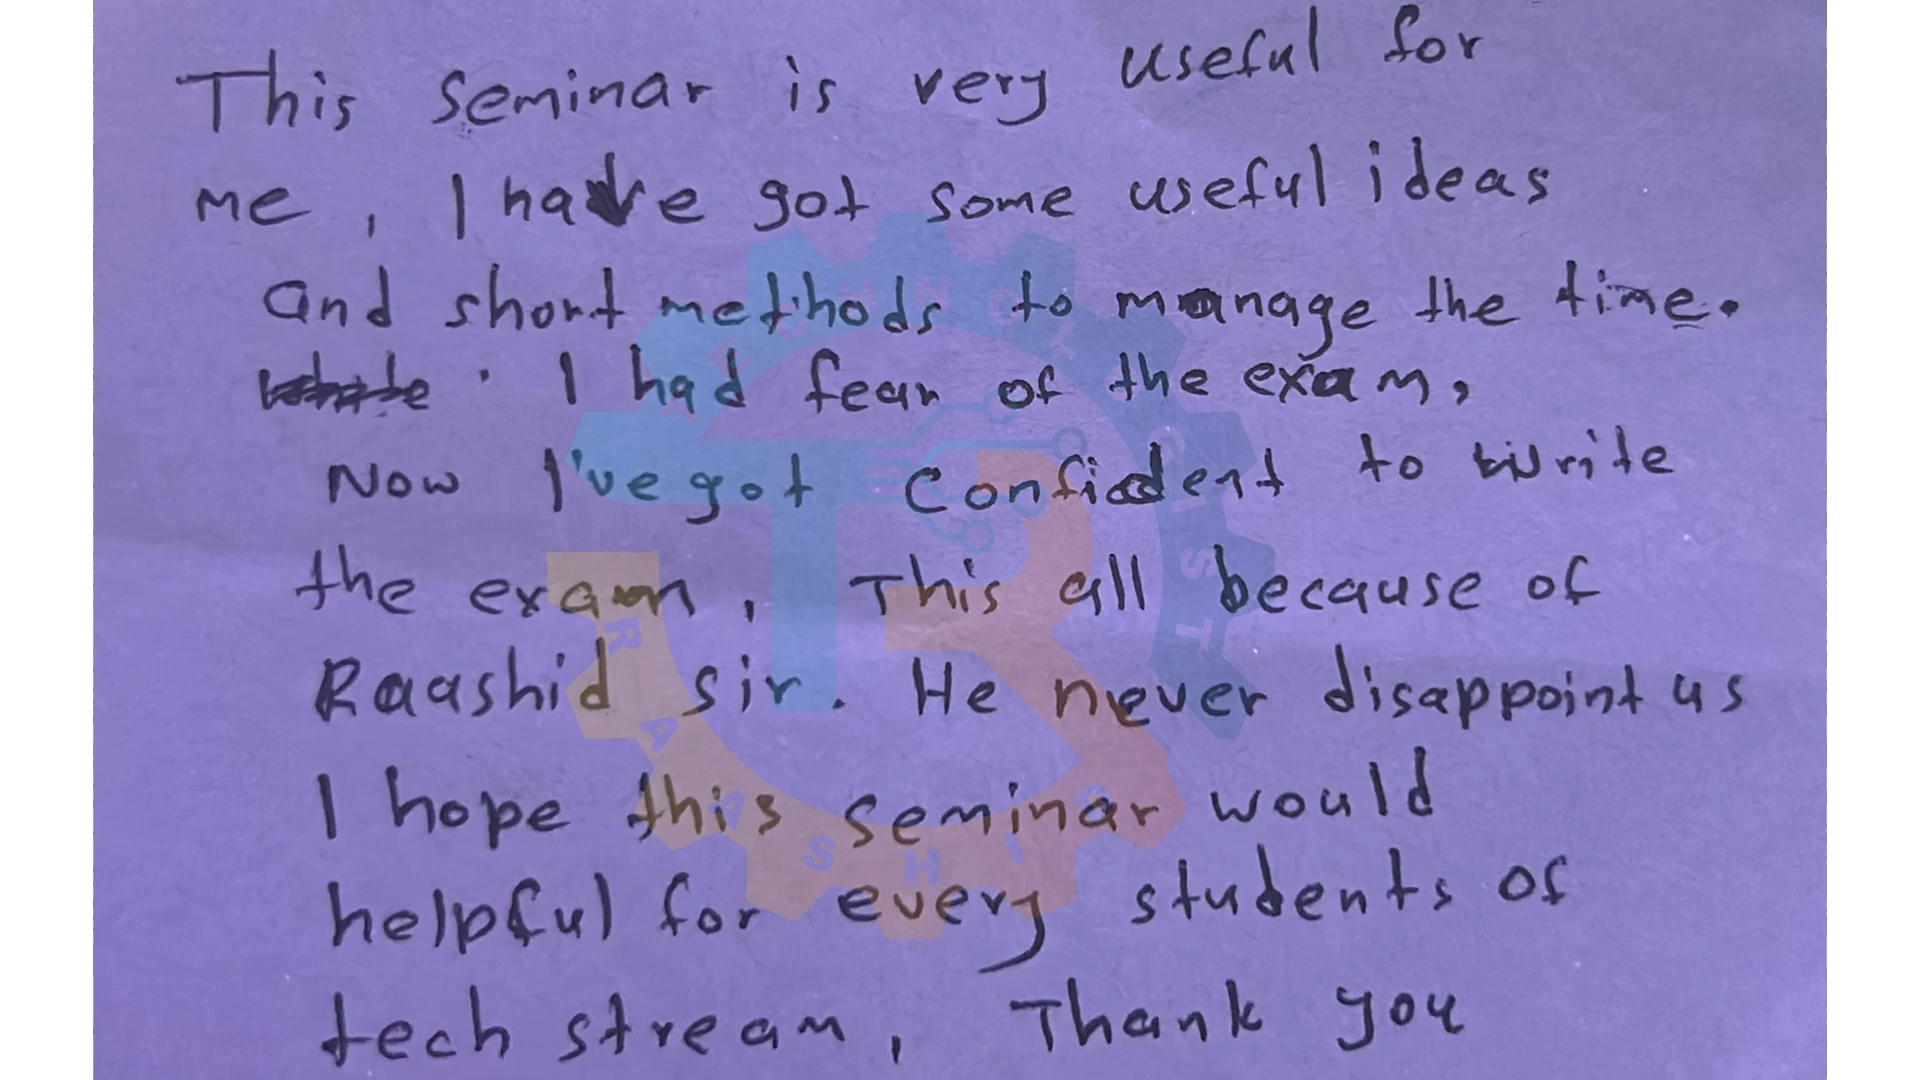 This seminar is very useful for
me, I have got some useful ideas
and short methods to manage the time.
I had fear of the exam,
Now I've got confident to write
the exam, This all because of
Raashid sir. He never disappoint us
I hope this seminar would
helpful for every students of
tech stream, Thank you